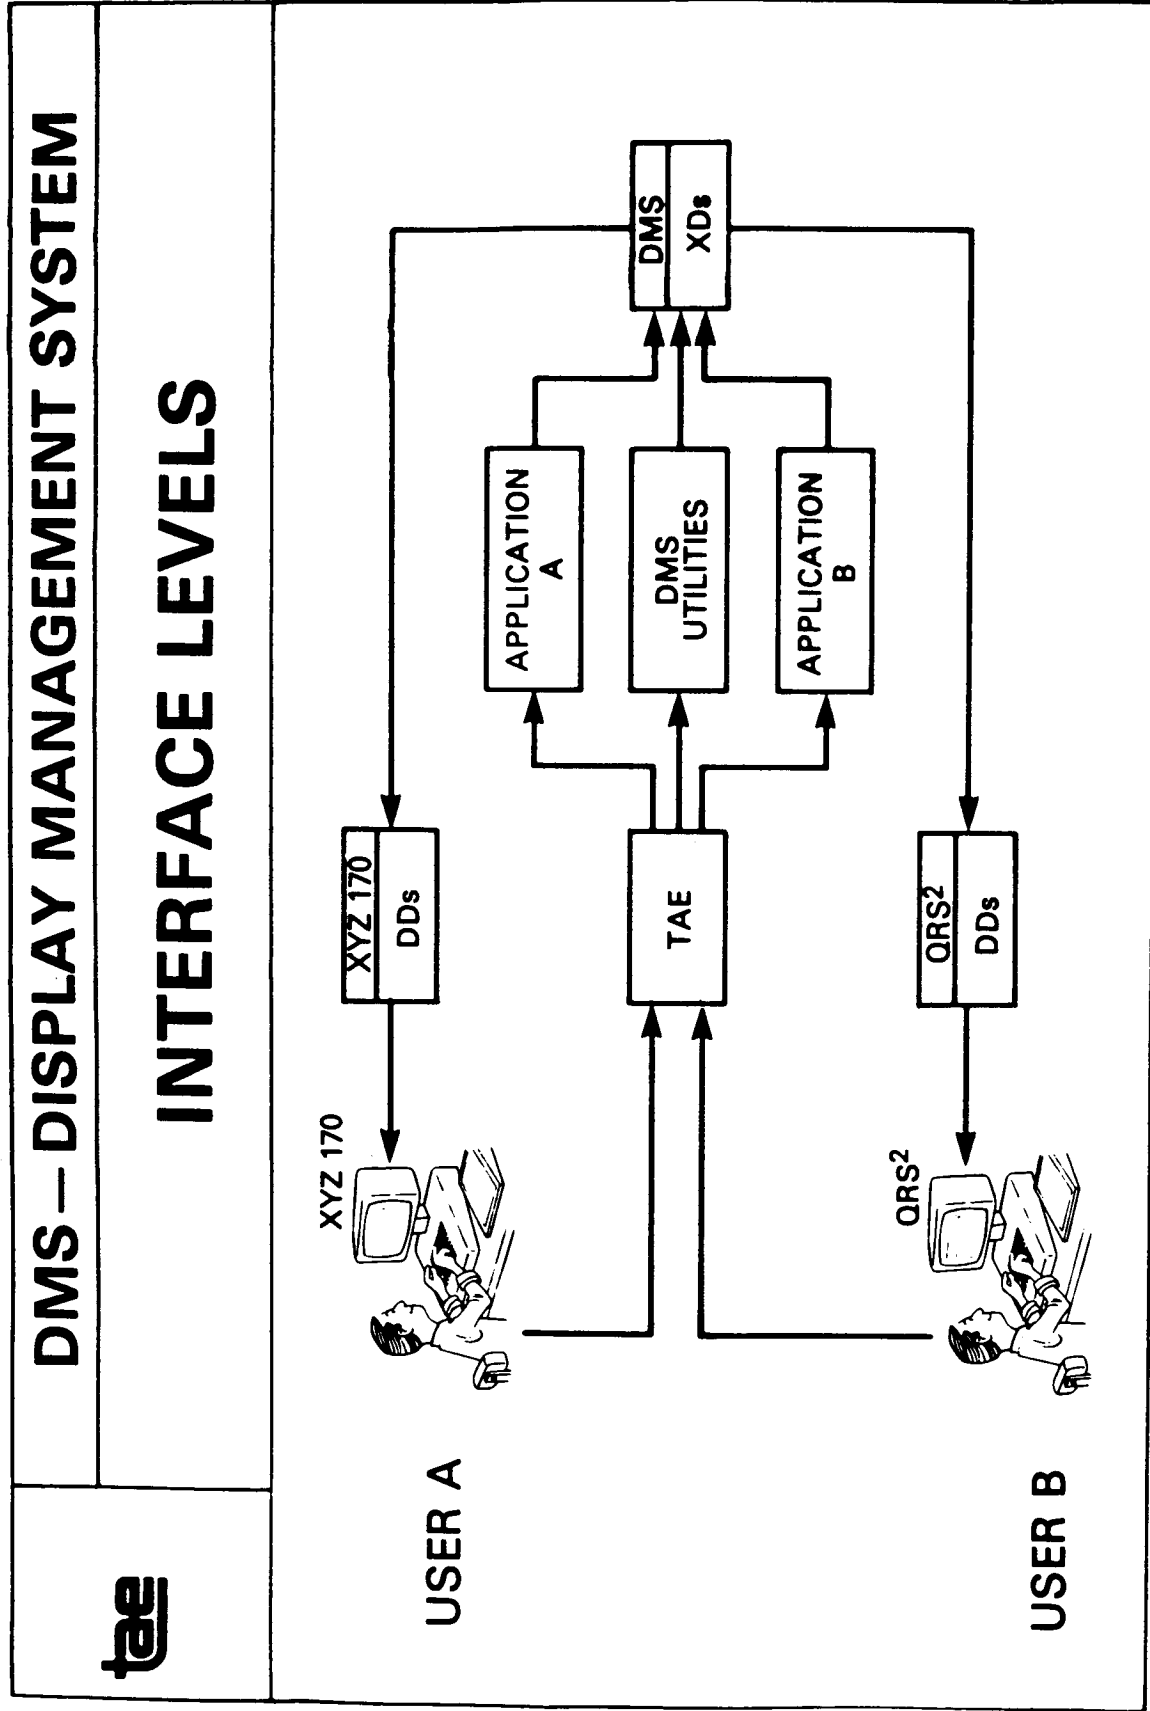 tae
DMS—DISPLAY MANAGEMENT SYSTEM
INTERFACE LEVELS
USER A
XYZ 170
XYZ 170
DDs
APPLICATION
A
TAE
DMS
UTILITIES
DMS
XDs
APPLICATION
B
USER B
QRS²
QRS²
DDs